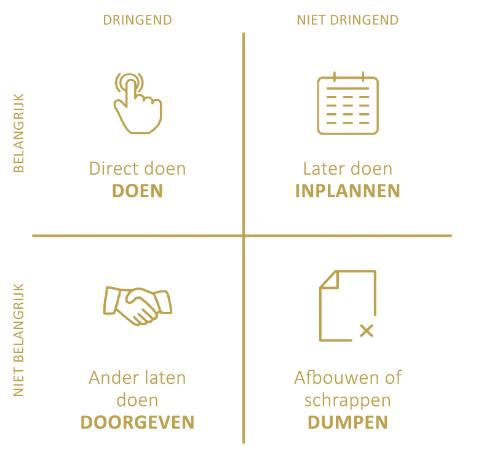 DRINGEND
NIET DRINGEND
BELANGRIJK
Direct doen
DOEN
Later doen
INPLANNEN
NIET BELANGRIJK
Ander laten
doen
DOORGEVEN
Afbouwen of
schrappen
DUMPEN